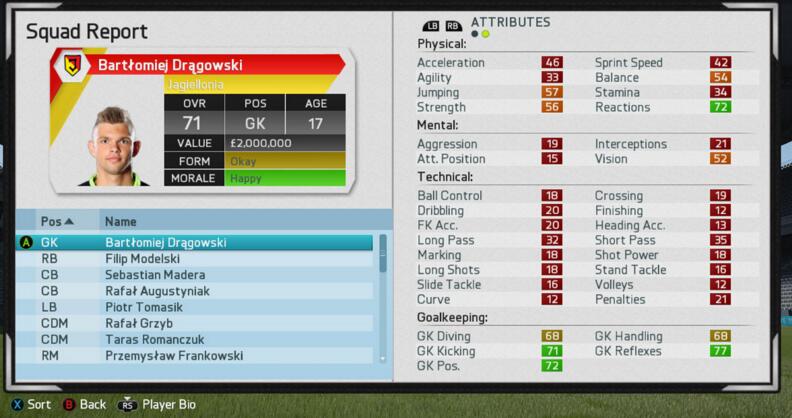 Squad Report
Bartłomiej Drągowski
Jagiellonia
OVR POS AGE
71 GK 17
VALUE £2,000,000
FORM Okay
MORALE Happy
Pos Name
A GK Bartłomiej Drągowski
RB Filip Modelski
CB Sebastian Madera
CB Rafał Augustyniak
LB Piotr Tomasik
CDM Rafał Grzyb
CDM Taras Romanczuk
RM Przemysław Frankowski
LB RB ATTRIBUTES
Physical:
Acceleration 46 Sprint Speed 42
Agility 33 Balance 54
Jumping 57 Stamina 34
Strength 56 Reactions 72
Mental:
Aggression 19 Interceptions 21
Att. Position 15 Vision 52
Technical:
Ball Control 18 Crossing 19
Dribbling 20 Finishing 12
FK Acc. 20 Heading Acc. 13
Long Pass 32 Short Pass 35
Marking 18 Shot Power 18
Long Shots 18 Stand Tackle 16
Slide Tackle 16 Volleys 12
Curve 12 Penalties 21
Goalkeeping:
GK Diving 68 GK Handling 68
GK Kicking 71 GK Reflexes 77
GK Pos. 72
X Sort B Back RS Player Bio